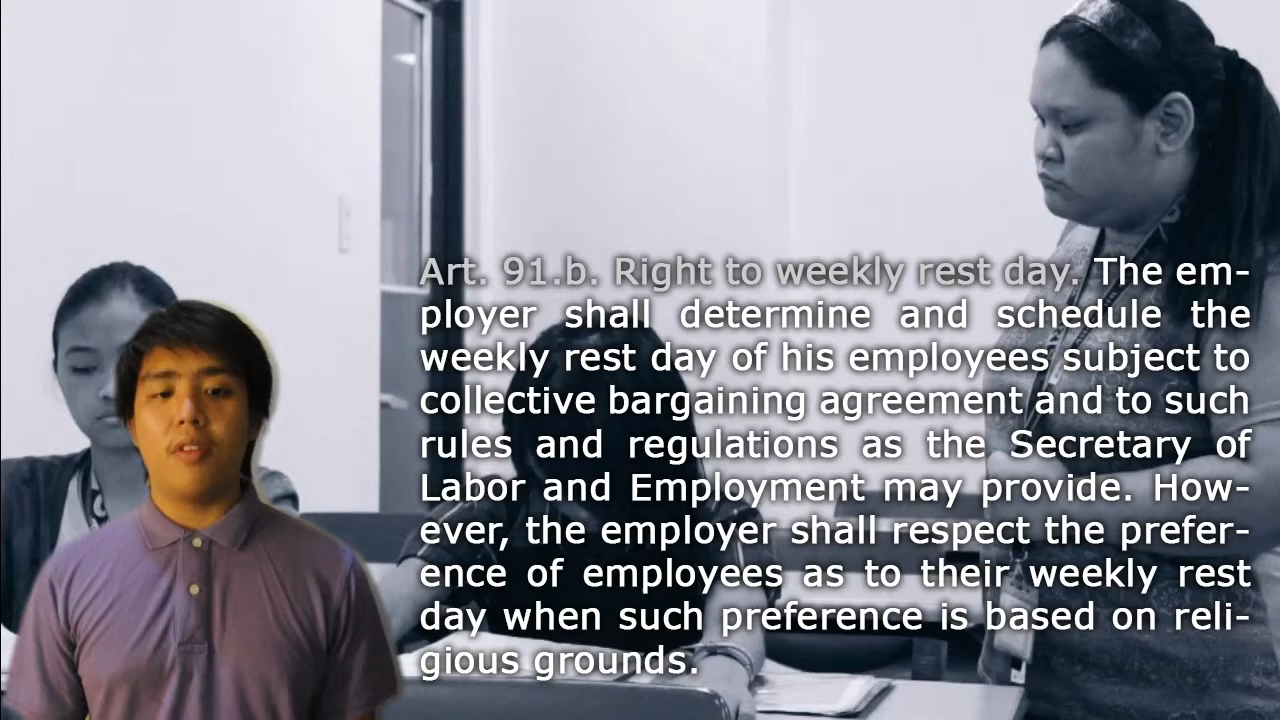 Art. 91.b. Right to weekly rest day. The em-
ployer shall determine and schedule the
weekly rest day of his employees subject to
collective bargaining agreement and to such
rules and regulations as the Secretary of
Labor and Employment may provide. How-
ever, the employer shall respect the prefer-
ence of employees as to their weekly rest
day when such preference is based on reli-
gious grounds.